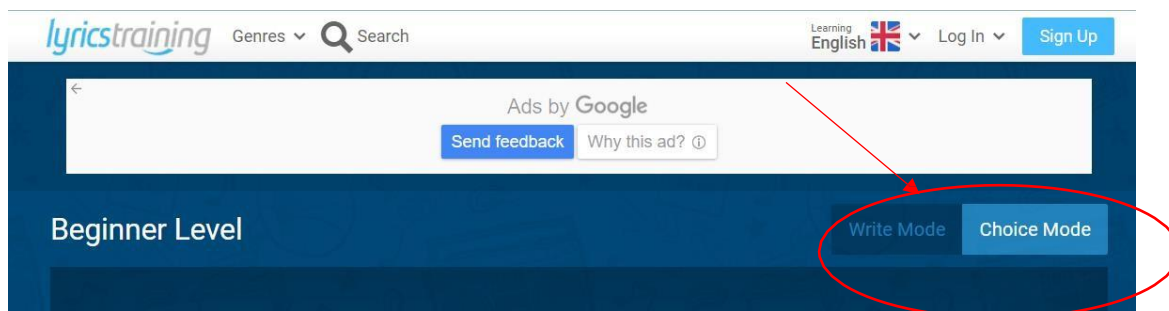 lyricstraining Genres Search Learning English Log In Sign Up
Ads by Google
Send feedback Why this ad?
Beginner Level Write Mode Choice Mode